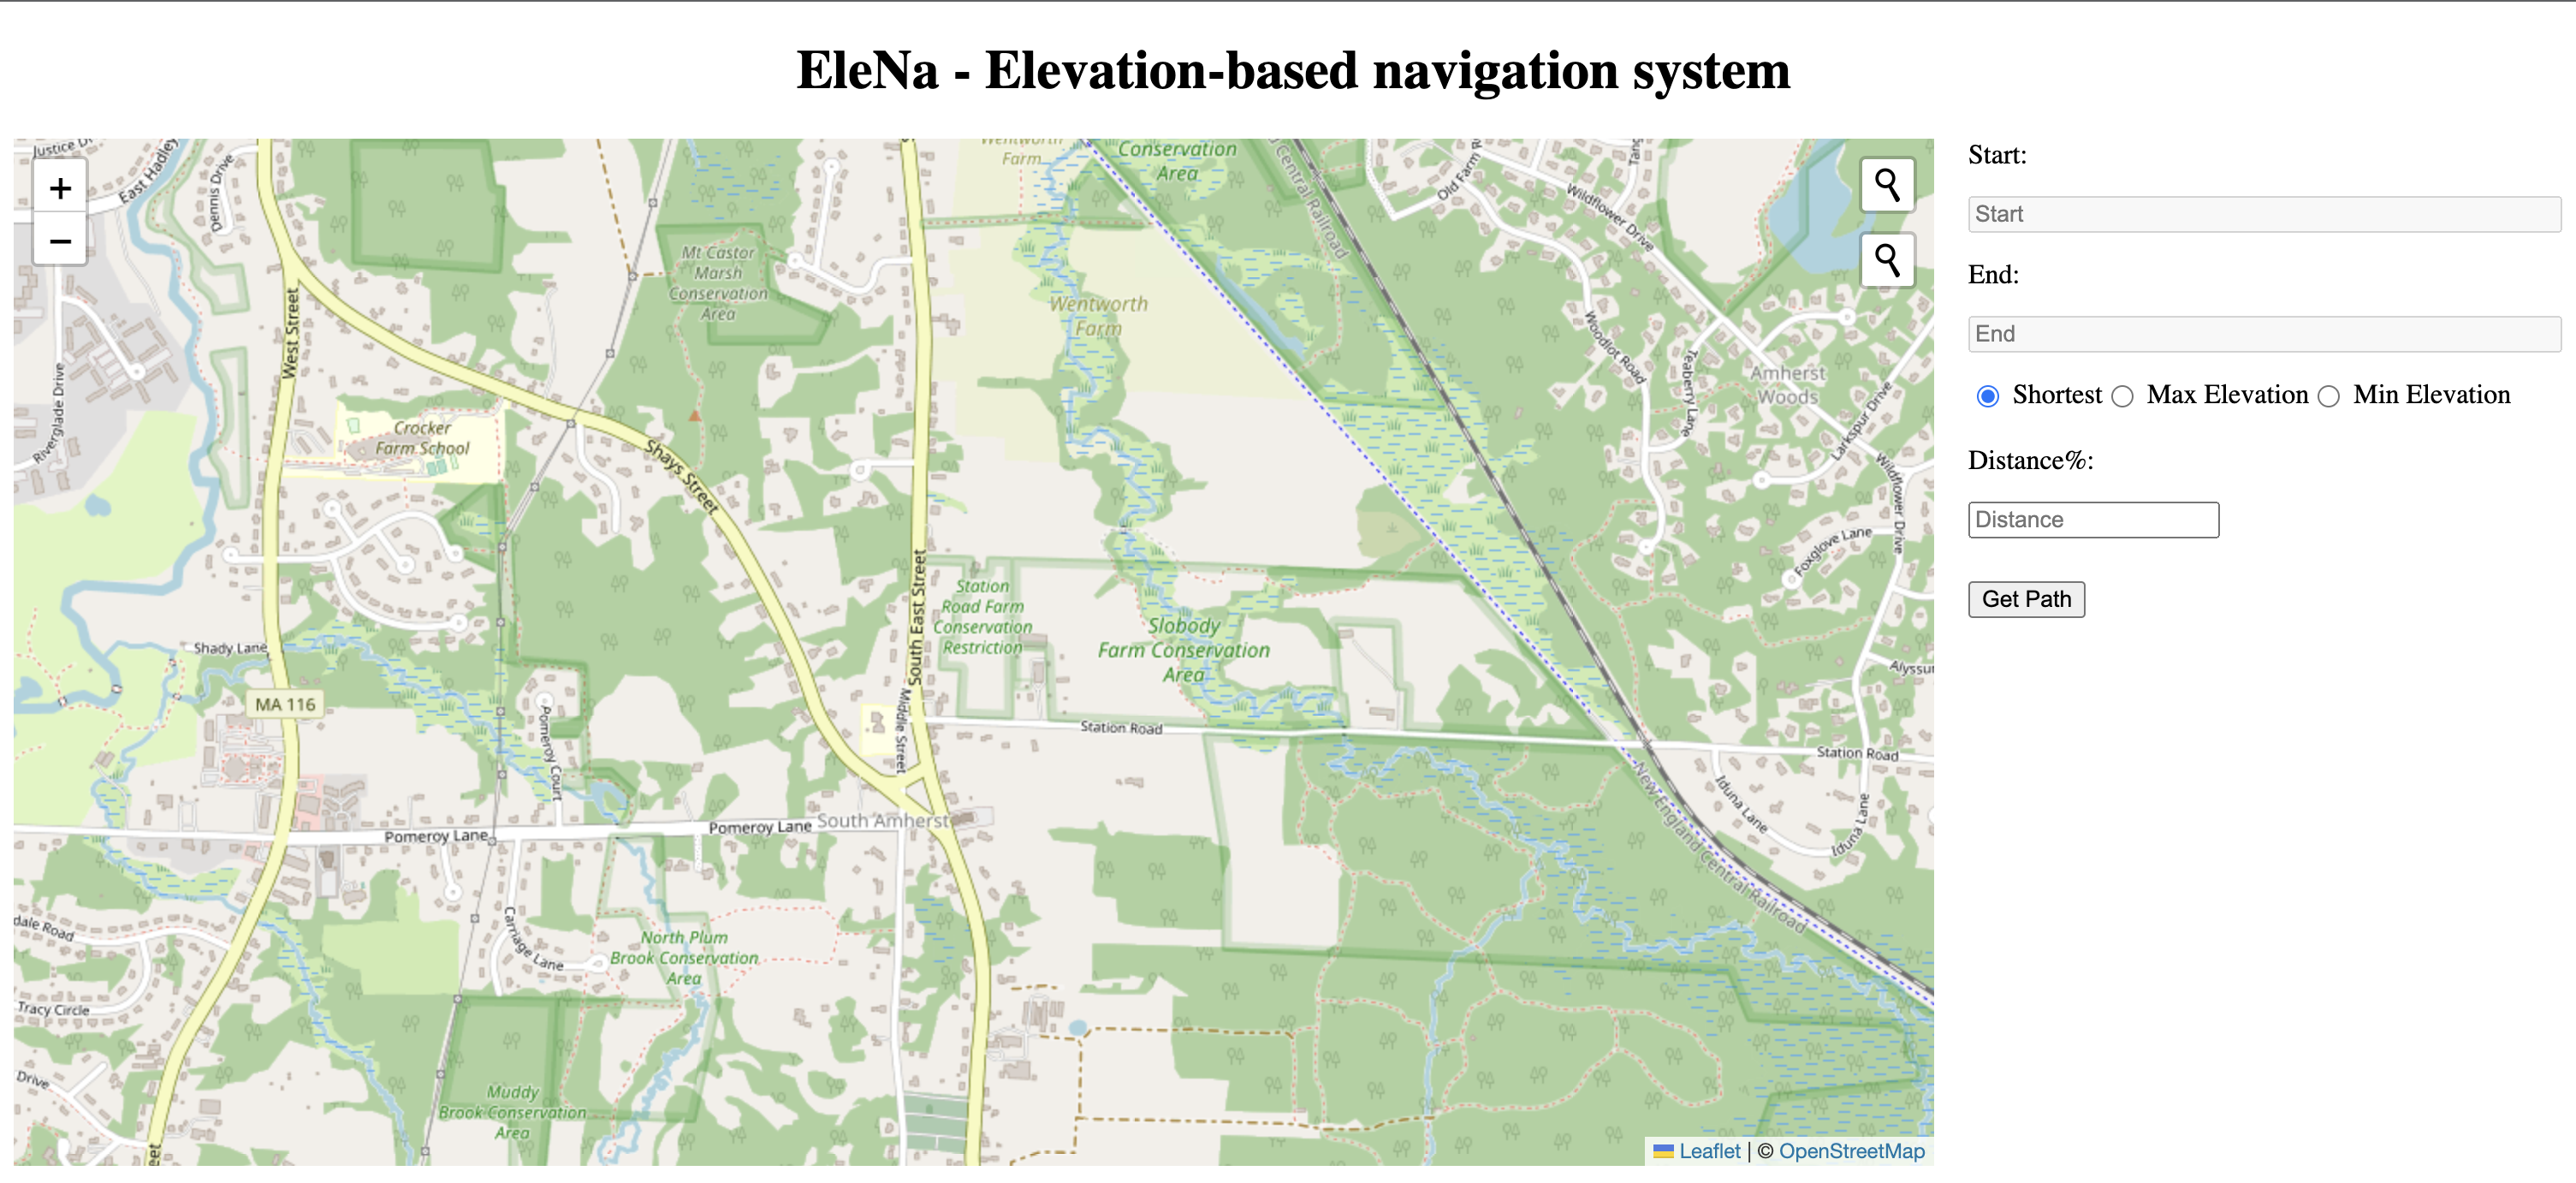 EleNa - Elevation-based navigation system
+
−
Justice
East Hadley
Dennis Drive
West Street
Riverglade Drive
Crocker
Farm School
Mt Castor
Marsh
Conservation
Area
Shays Street
Wentworth
Farm
Conservation
Area
Central Railroad
Wentworth
Farm
Old Farm
Wildflower Drive
Woodlot Road
Teaberry Lane
Amherst
Woods
Larkspur Drive
Wildflower Drive
Foxglove Lane
South East Street
Station
Road Farm
Conservation
Restriction
Slobody
Farm Conservation
Area
Shady Lane
MA 116
Pomeroy Court
Middle Street
Station Road
Station Road
Pomeroy Lane
Pomeroy Lane
South Amherst
New England Central Railroad
Iduna Lane
Iduna Lane
dale Road
Carriage Lane
North Plum
Brook Conservation
Area
Tracy Circle
Drive
Muddy
Brook Conservation
Area
eet
Leaflet | © OpenStreetMap
Start:
Start
End:
End
Shortest Max Elevation Min Elevation
Distance%:
Distance
Get Path